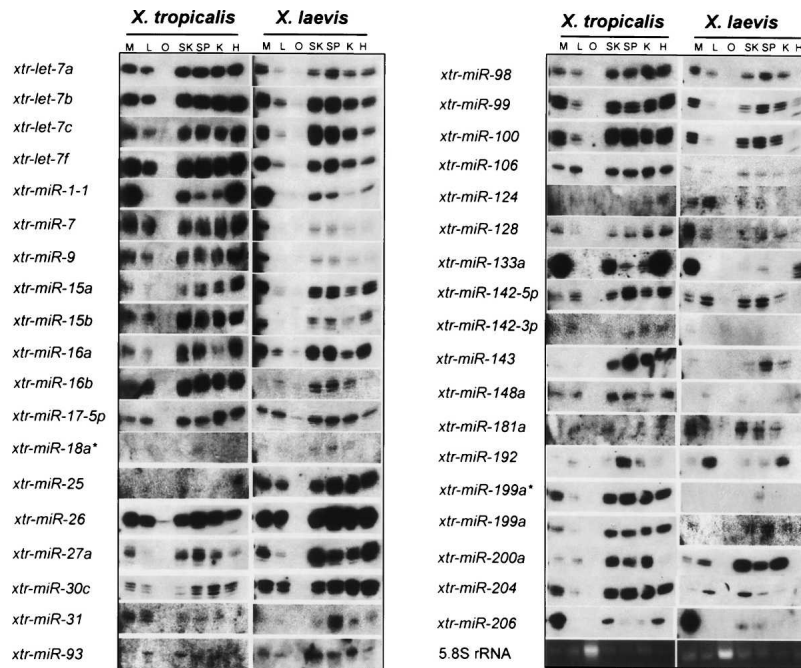 X. tropicalis X. laevis
M L O SK SP K H M L O SK SP K H
xtr-let-7a
xtr-let-7b
xtr-let-7c
xtr-let-7f
xtr-miR-1-1
xtr-miR-7
xtr-miR-9
xtr-miR-15a
xtr-miR-15b
xtr-miR-16a
xtr-miR-16b
xtr-miR-17-5p
xtr-miR-18a*
xtr-miR-25
xtr-miR-26
xtr-miR-27a
xtr-miR-30c
xtr-miR-31
xtr-miR-93
X. tropicalis X. laevis
M L O SK SP K H M L O SK SP K H
xtr-miR-98
xtr-miR-99
xtr-miR-100
xtr-miR-106
xtr-miR-124
xtr-miR-128
xtr-miR-133a
xtr-miR-142-5p
xtr-miR-142-3p
xtr-miR-143
xtr-miR-148a
xtr-miR-181a
xtr-miR-192
xtr-miR-199a*
xtr-miR-199a
xtr-miR-200a
xtr-miR-204
xtr-miR-206
5.8S rRNA